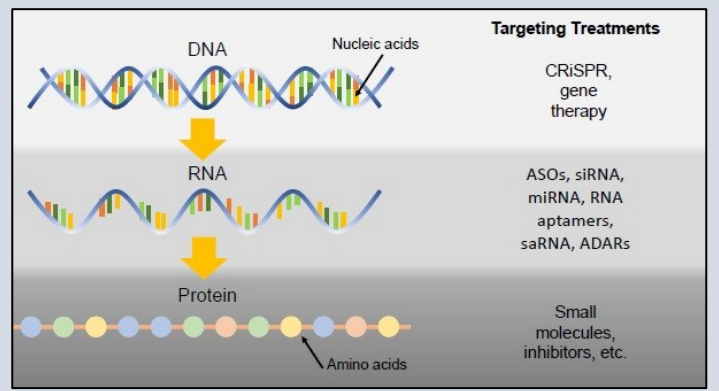 Targeting Treatments
DNA
Nucleic acids
CRiSPR,
gene
therapy
RNA
ASOs, siRNA,
miRNA, RNA
aptamers,
saRNA, ADARs
Protein
Amino acids
Small
molecules,
inhibitors, etc.